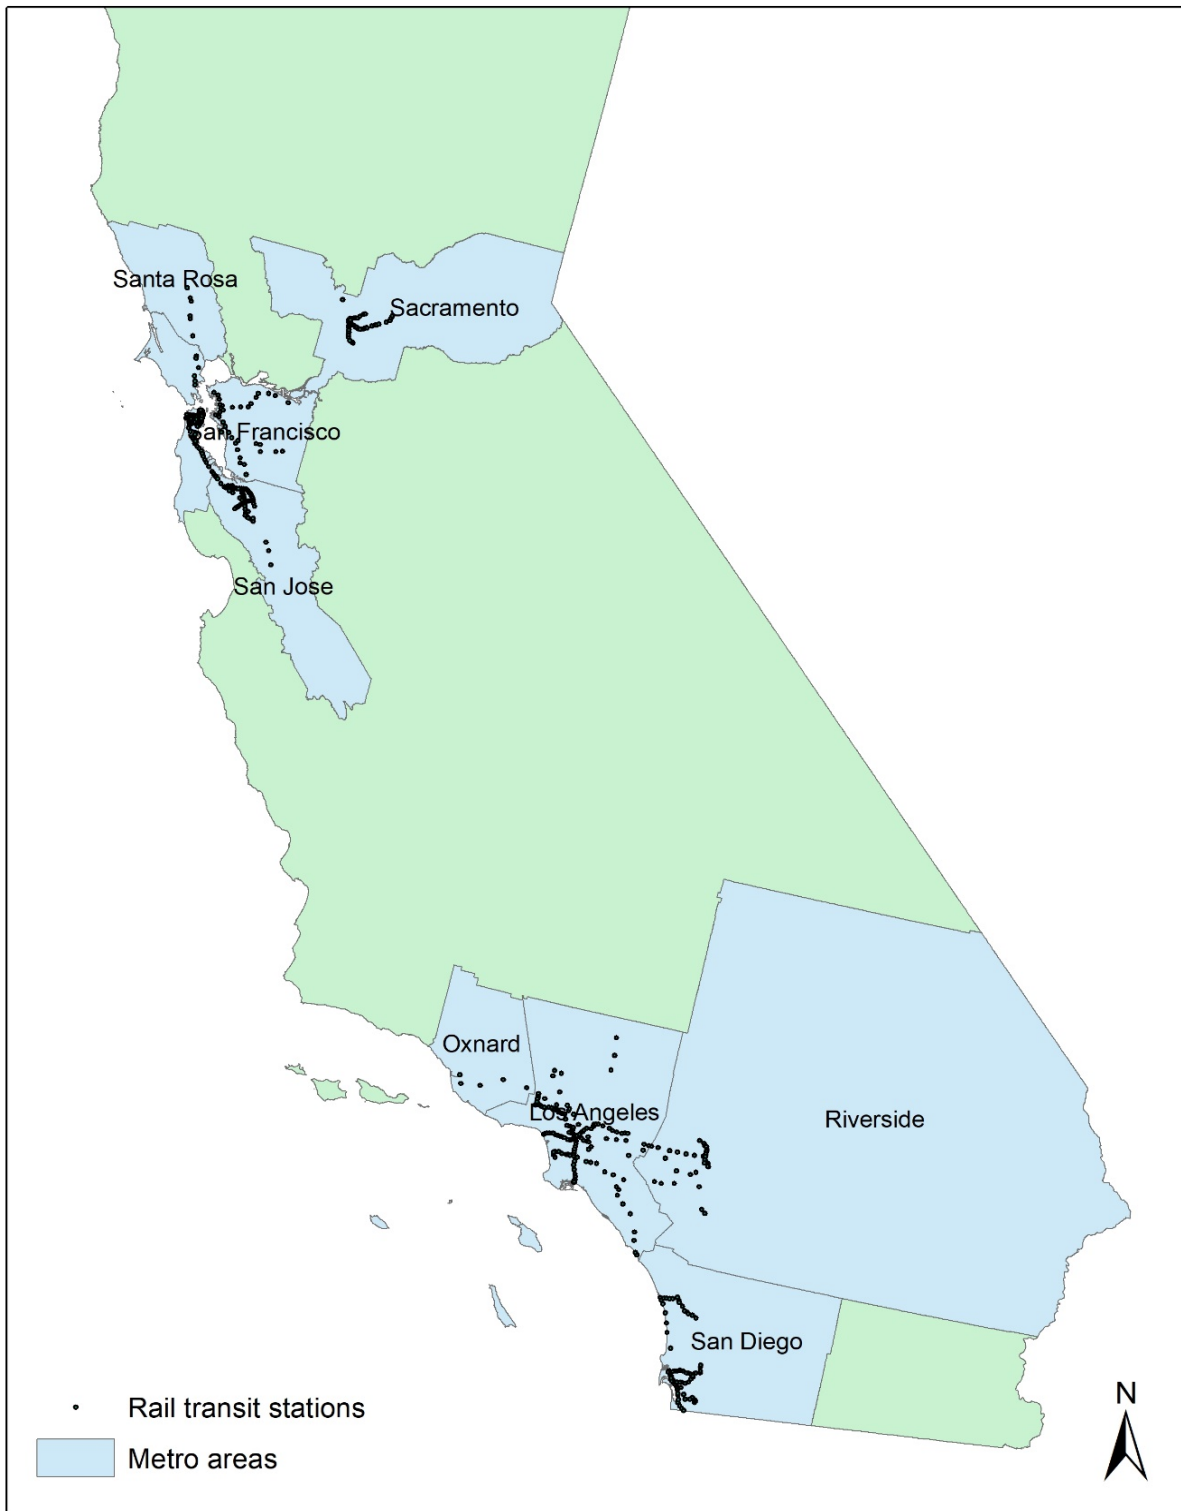 Santa Rosa
Sacramento
San Francisco
San Jose
Oxnard
Los Angeles
Riverside
San Diego
Rail transit stations
Metro areas
N